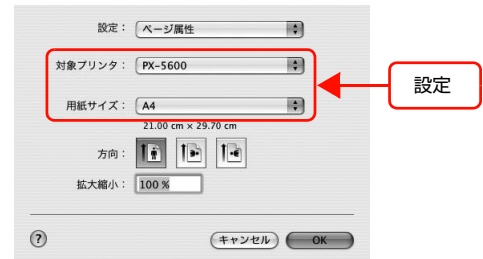 設定： ページ属性
対象プリンタ： PX-5600
設定
用紙サイズ： A4
21.00 cm × 29.70 cm
方向：
拡大縮小： 100 %
? キャンセル OK